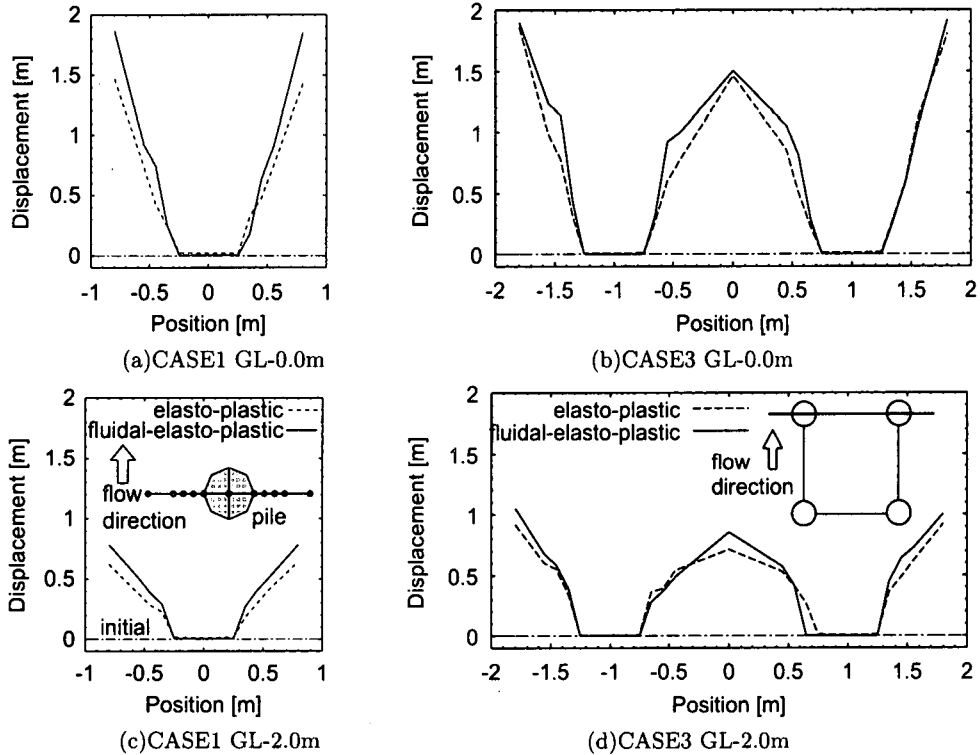 2
1.5
1
0.5
0
Displacement [m]
-1 -0.5 0 0.5 1
Position [m]
(a)CASE1 GL-0.0m
2
1.5
1
0.5
0
Displacement [m]
-2 -1.5 -1 -0.5 0 0.5 1 1.5 2
Position [m]
(b)CASE3 GL-0.0m
2
1.5
1
0.5
0
Displacement [m]
elasto-plastic
fluidal-elasto-plastic
flow
direction
pile
initial
-1 -0.5 0 0.5 1
Position [m]
(c)CASE1 GL-2.0m
2
1.5
1
0.5
0
Displacement [m]
elasto-plastic
fluidal-elasto-plastic
flow
direction
-2 -1.5 -1 -0.5 0 0.5 1 1.5 2
Position [m]
(d)CASE3 GL-2.0m